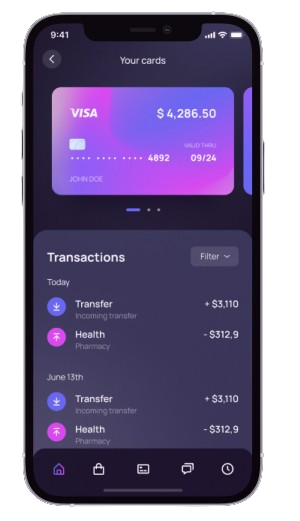 9:41
Your cards
VISA
$ 4,286.50
VALID THRU
•••• •••• •••• 4892 09/24
JOHN DOE
Transactions
Filter
Today
Transfer + $3,110
Incoming transfer
Health - $312,9
Pharmacy
June 13th
Transfer + $3,110
Incoming transfer
Health - $312,9
Pharmacy